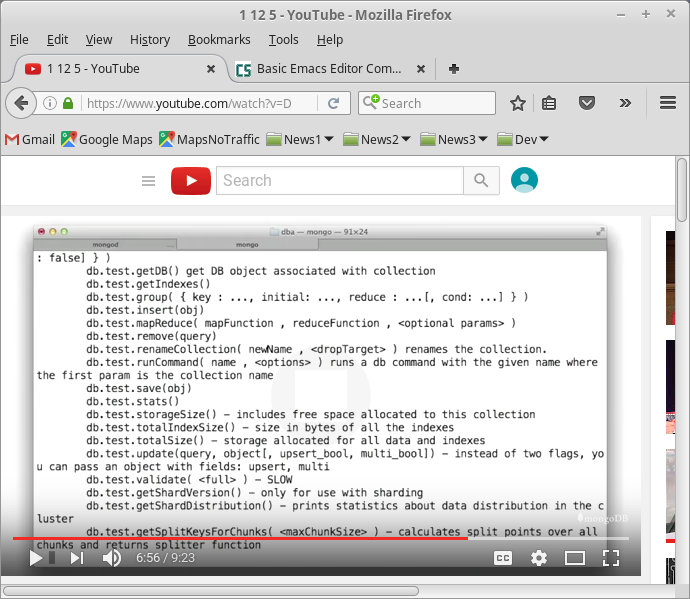 1 12 5 - YouTube - Mozilla Firefox
File Edit View History Bookmarks Tools Help
1 12 5 - YouTube
Basic Emacs Editor Com...
https://www.youtube.com/watch?v=D
Search
Gmail Google Maps MapsNoTraffic News1 News2 News3 Dev
Search
dba — mongo — 91×24
mongod mongo
: false] } )
db.test.getDB() get DB object associated with collection
db.test.getIndexes()
db.test.group( { key : ..., initial: ..., reduce : ...[, cond: ...] } )
db.test.insert(obj)
db.test.mapReduce( mapFunction , reduceFunction , <optional params> )
db.test.remove(query)
db.test.renameCollection( newName , <dropTarget> ) renames the collection.
db.test.runCommand( name , <options> ) runs a db command with the given name where
the first param is the collection name
db.test.save(obj)
db.test.stats()
db.test.storageSize() - includes free space allocated to this collection
db.test.totalIndexSize() - size in bytes of all the indexes
db.test.totalSize() - storage allocated for all data and indexes
db.test.update(query, object[, upsert_bool, multi_bool]) - instead of two flags, yo
u can pass an object with fields: upsert, multi
db.test.validate( <full> ) - SLOW
db.test.getShardVersion() - only for use with sharding
db.test.getShardDistribution() - prints statistics about data distribution in the c
luster
db.test.getSplitKeysForChunks( <maxChunkSize> ) - calculates split points over all
chunks and returns splitter function
mongoDB
6:56 / 9:23
CC